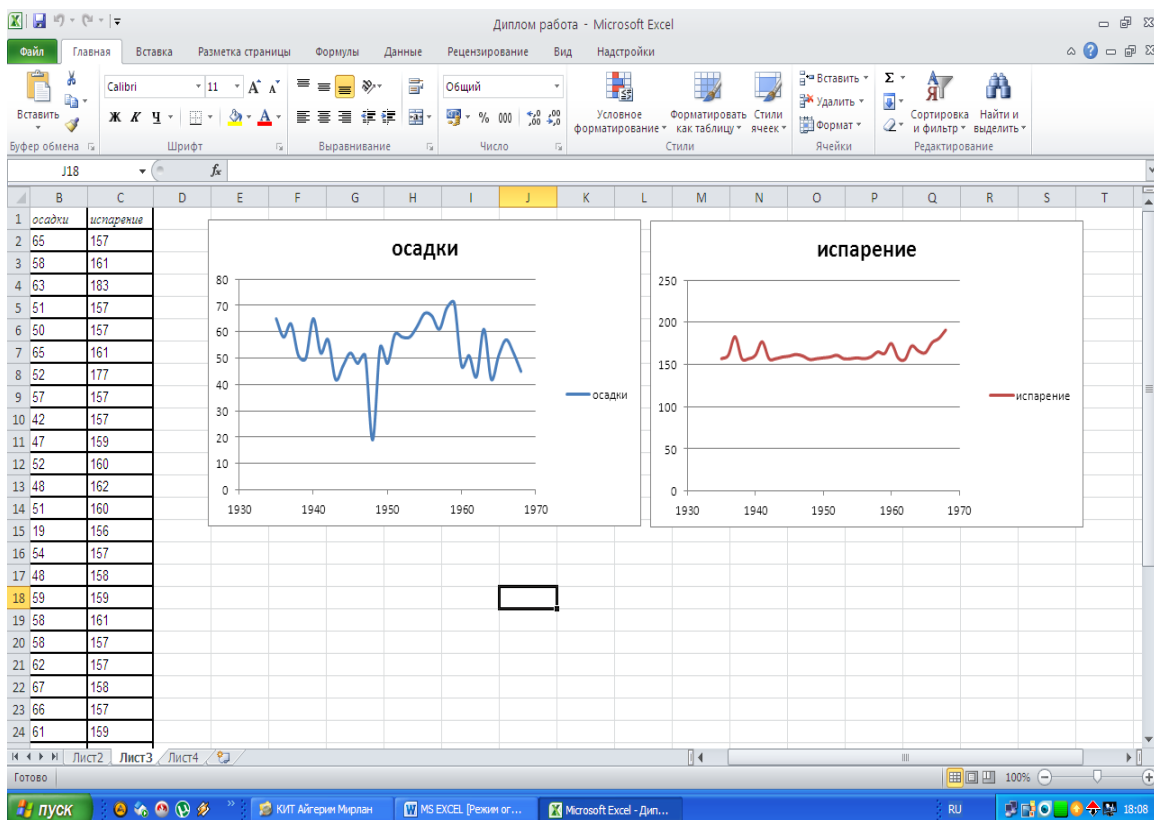 Диплом работа - Microsoft Excel
Файл Главная Вставка Разметка страницы Формулы Данные Рецензирование Вид Надстройки
Вставить
Calibri 11
Ж К Ч
Общий
% 000
Условное форматирование
Форматировать как таблицу
Стили ячеек
Вставить
Удалить
Формат
Σ
Сортировка и фильтр
Найти и выделить
Буфер обмена Шрифт Выравнивание Число Стили Ячейки Редактирование
J18 fx
B C D E F G H I J K L M N O P Q R S T
1 осадки испарение
2 65 157
3 58 161
4 63 183
5 51 157
6 50 157
7 65 161
8 52 177
9 57 157
10 42 157
11 47 159
12 52 160
13 48 162
14 51 160
15 19 156
16 54 157
17 48 158
18 59 159
19 58 161
20 58 157
21 62 157
22 67 158
23 66 157
24 61 159
осадки
80
70
60
50
40
30
20
10
0
1930 1940 1950 1960 1970
осадки
испарение
250
200
150
100
50
0
1930 1940 1950 1960 1970
испарение
Лист2 Лист3 Лист4
Готово 100%
пуск » КИТ Айгерим Мирлан MS EXCEL [Режим ог... Microsoft Excel - Дип... RU 18:08